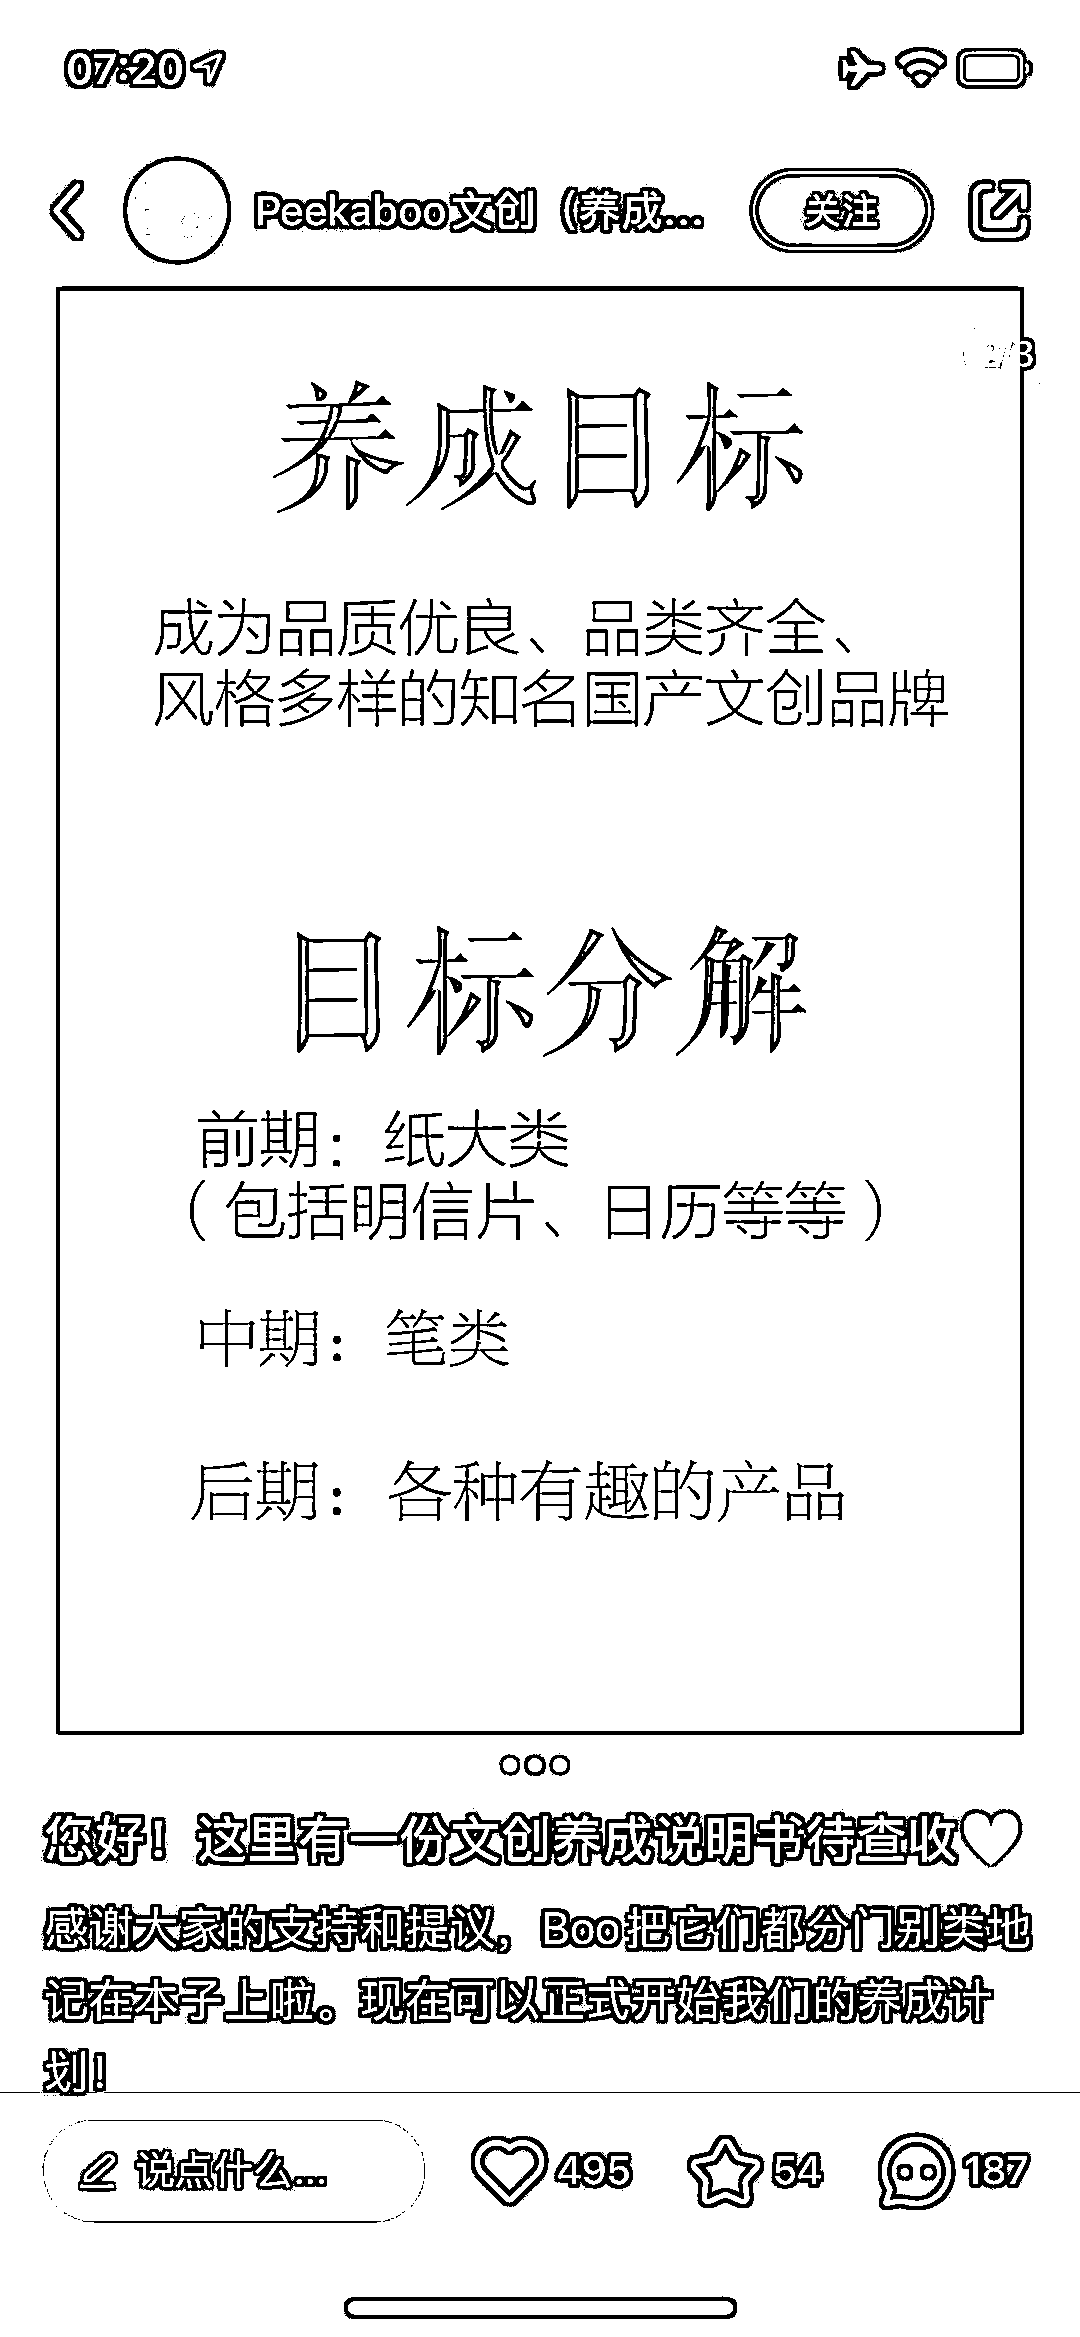 07:20
Peekaboo文创（养成...
关注
2/3
养成目标
成为品质优良、品类齐全、
风格多样的知名国产文创品牌
目标分解
前期：纸大类
（包括明信片、日历等等）
中期：笔类
后期：各种有趣的产品
您好！这里有一份文创养成说明书待查收♡
感谢大家的支持和提议，Boo把它们都分门别类地
记在本子上啦。现在可以正式开始我们的养成计
划！
说点什么...
495
54
187